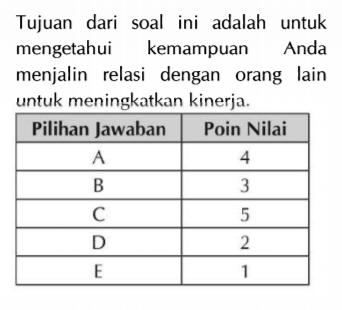 Tujuan dari soal ini adalah untuk
mengetahui kemampuan Anda
menjalin relasi dengan orang lain
untuk meningkatkan kinerja.
Pilihan Jawaban Poin Nilai
A 4
B 3
C 5
D 2
E 1